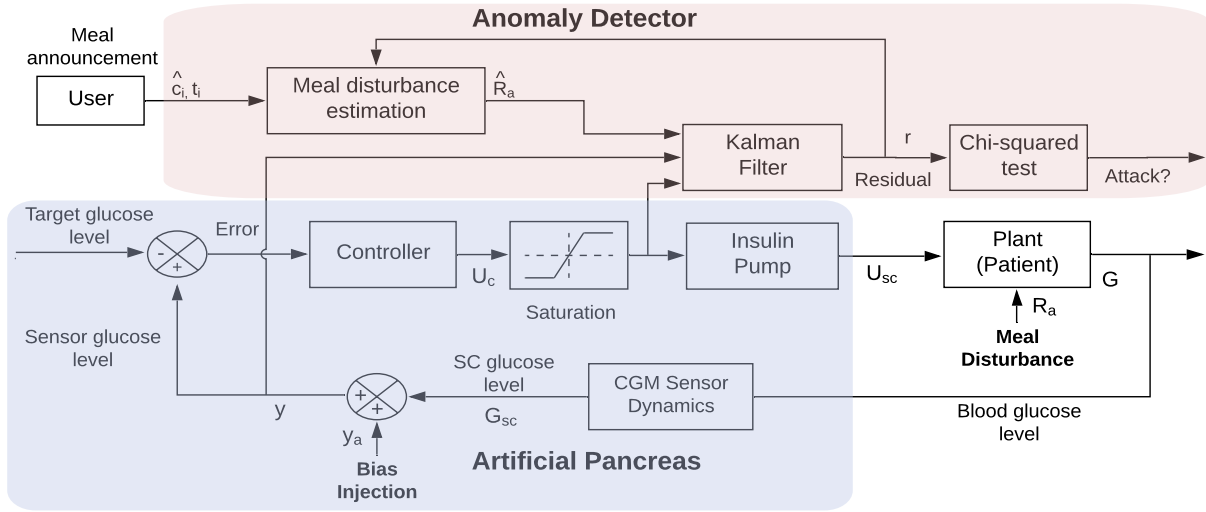 Anomaly Detector
Meal
announcement
User
ĉi, ti
Meal disturbance
estimation
R̂a
Kalman
Filter
r
Residual
Chi-squared
test
Attack?
Target glucose
level
-
+
Error
Controller
Uc
Saturation
Insulin
Pump
Usc
Plant
(Patient)
G
Ra
Meal
Disturbance
Sensor glucose
level
y
+
+
ya
Bias
Injection
SC glucose
level
Gsc
CGM Sensor
Dynamics
Blood glucose
level
Artificial Pancreas